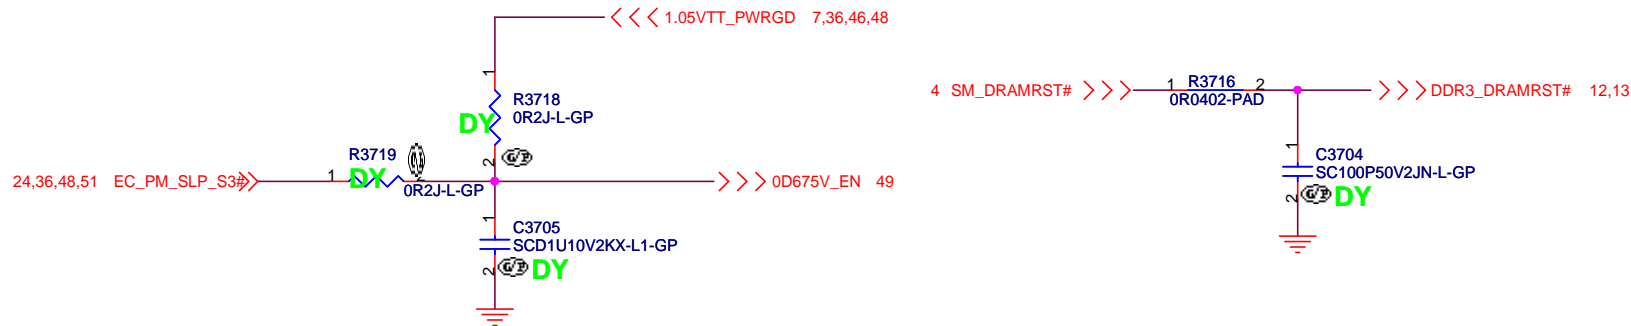 1.05VTT_PWRGD 7,36,46,48
1
R3718
0R2J-L-GP
DY
2
G/P
24,36,48,51 EC_PM_SLP_S3#
1
R3719
DY
2
0R2J-L-GP
0D675V_EN 49
1
C3705
SCD1U10V2KX-L1-GP
2
G/P
DY
4 SM_DRAMRST#
1
R3716
2
0R0402-PAD
DDR3_DRAMRST# 12,13
1
C3704
SC100P50V2JN-L-GP
2
G/P
DY